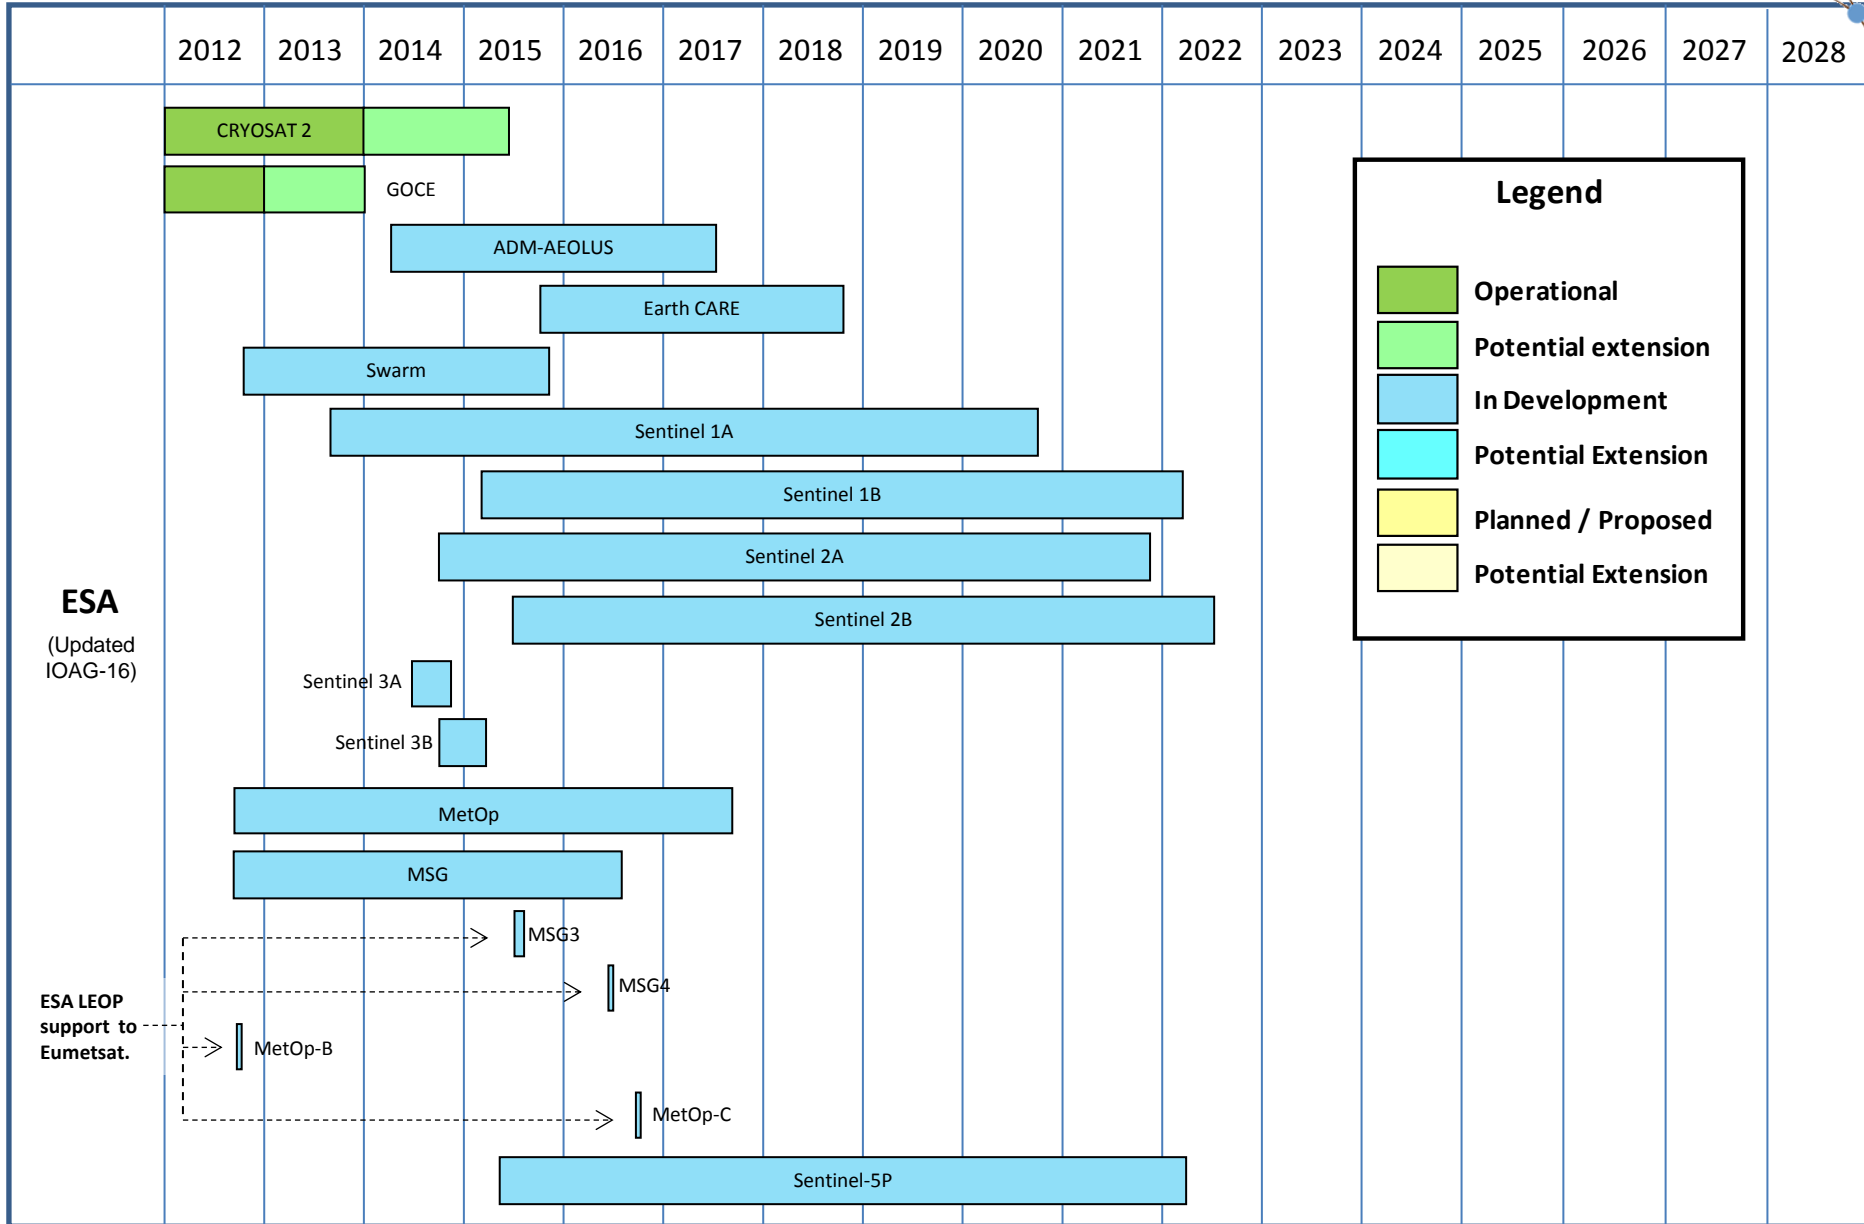 2012 2013 2014 2015 2016 2017 2018 2019 2020 2021 2022 2023 2024 2025 2026 2027 2028
CRYOSAT 2
GOCE
ADM-AEOLUS
Earth CARE
Swarm
Sentinel 1A
Sentinel 1B
Sentinel 2A
Sentinel 2B
ESA
(Updated
IOAG-16)
Sentinel 3A
Sentinel 3B
MetOp
MSG
MSG3
MSG4
ESA LEOP
support to
Eumetsat.
MetOp-B
MetOp-C
Sentinel-5P
Legend
Operational
Potential extension
In Development
Potential Extension
Planned / Proposed
Potential Extension